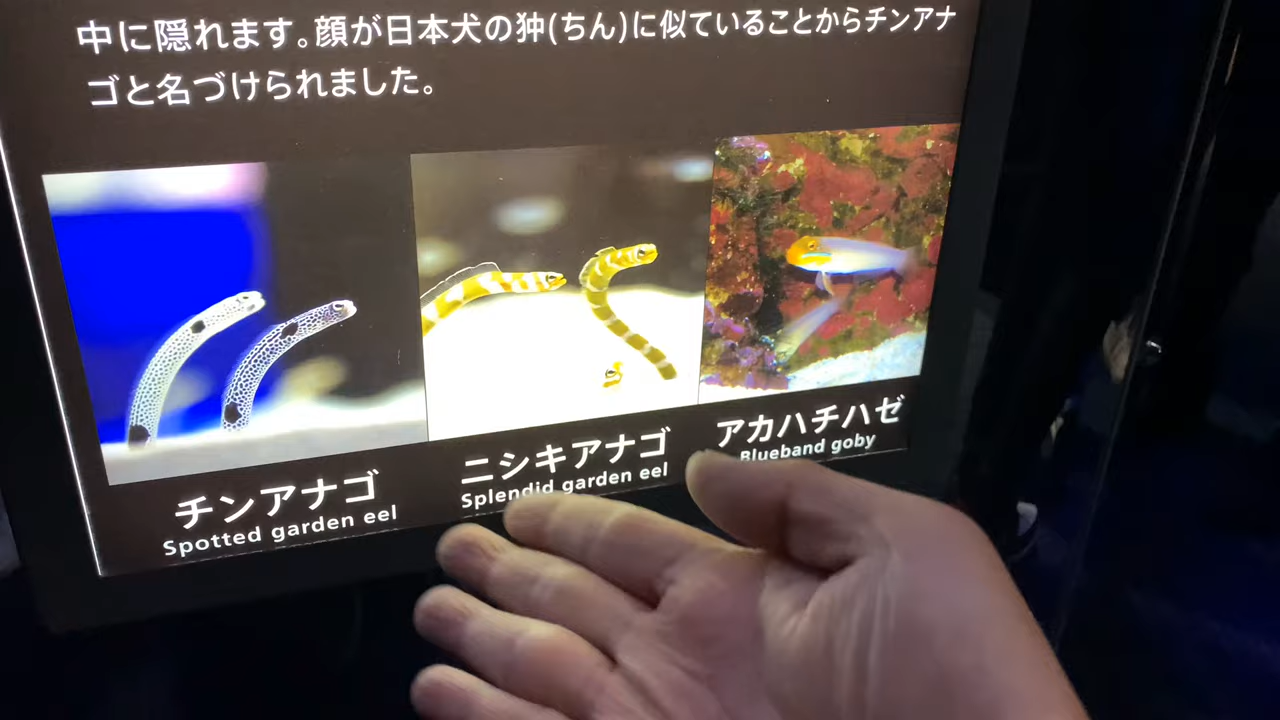 中に隠れます。顔が日本犬の狆(ちん)に似ていることからチンアナ
ゴと名づけられました。
チンアナゴ
Spotted garden eel
ニシキアナゴ
Splendid garden eel
アカハチハゼ
Blueband goby